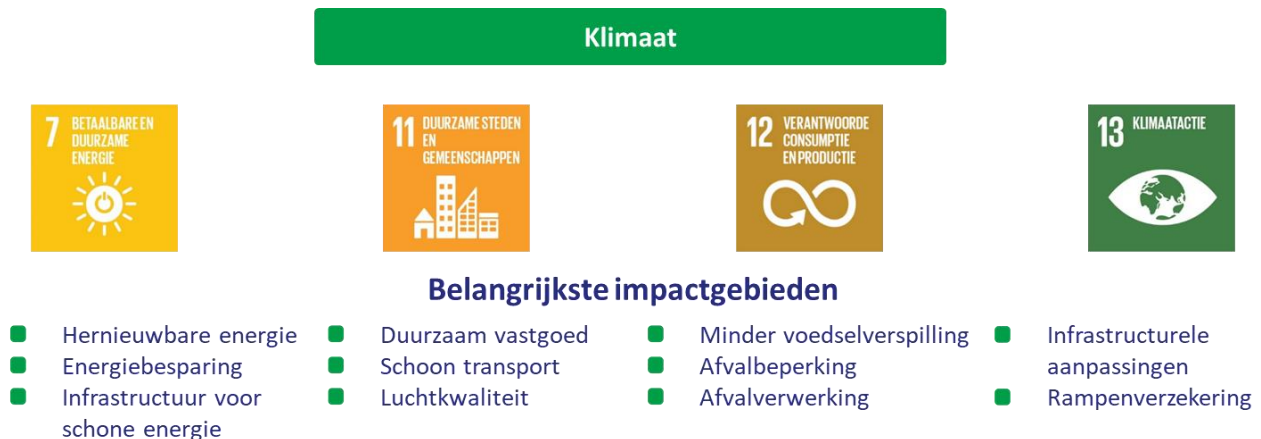 Klimaat
7 BETAALBARE EN
DUURZAME
ENERGIE
11 DUURZAME STEDEN
EN
GEMEENSCHAPPEN
12 VERANTWOORDE
CONSUMPTIE
EN PRODUCTIE
13 KLIMAATACTIE
Belangrijkste impactgebieden
Hernieuwbare energie
Energiebesparing
Infrastructuur voor
schone energie
Duurzaam vastgoed
Schoon transport
Luchtkwaliteit
Minder voedselverspilling
Afvalbeperking
Afvalverwerking
Infrastructurele
aanpassingen
Rampenverzekering